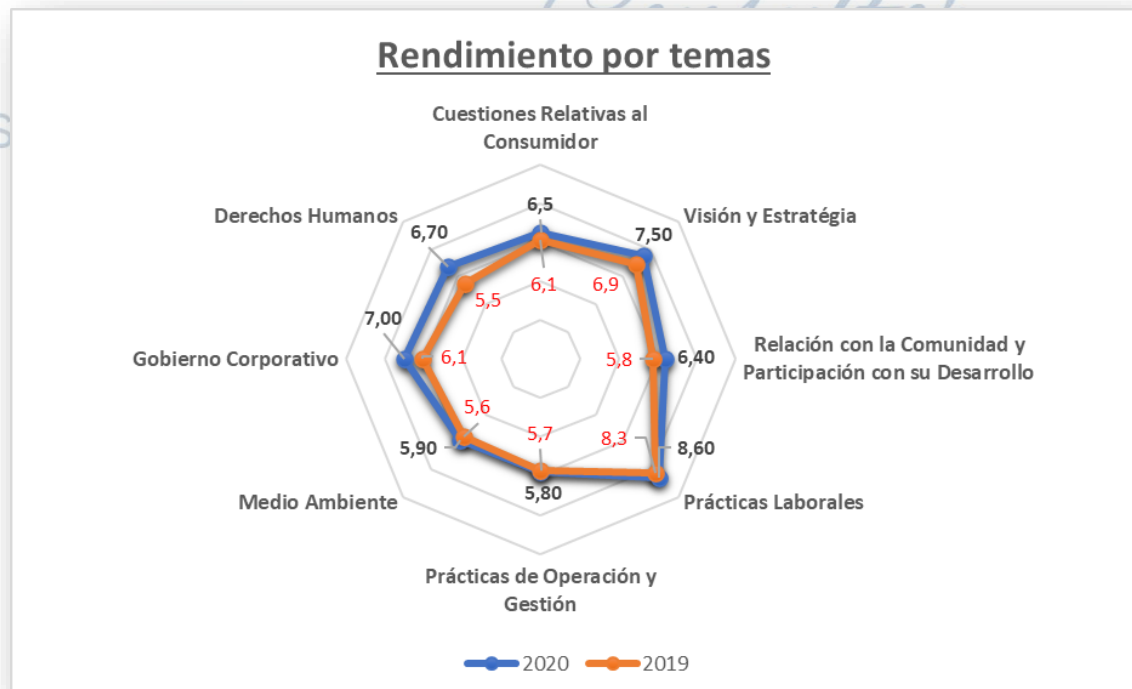 Rendimiento por temas
Cuestiones Relativas al
Consumidor
6,5
Derechos Humanos
Visión y Estratégia
6,70
7,50
6,1
6,9
5,5
7,00
Gobierno Corporativo
6,1
5,8
6,40
Relación con la Comunidad y
Participación con su Desarrollo
5,6
5,7
8,3
5,90
8,60
5,80
Medio Ambiente
Prácticas Laborales
Prácticas de Operación y
Gestión
2020
2019